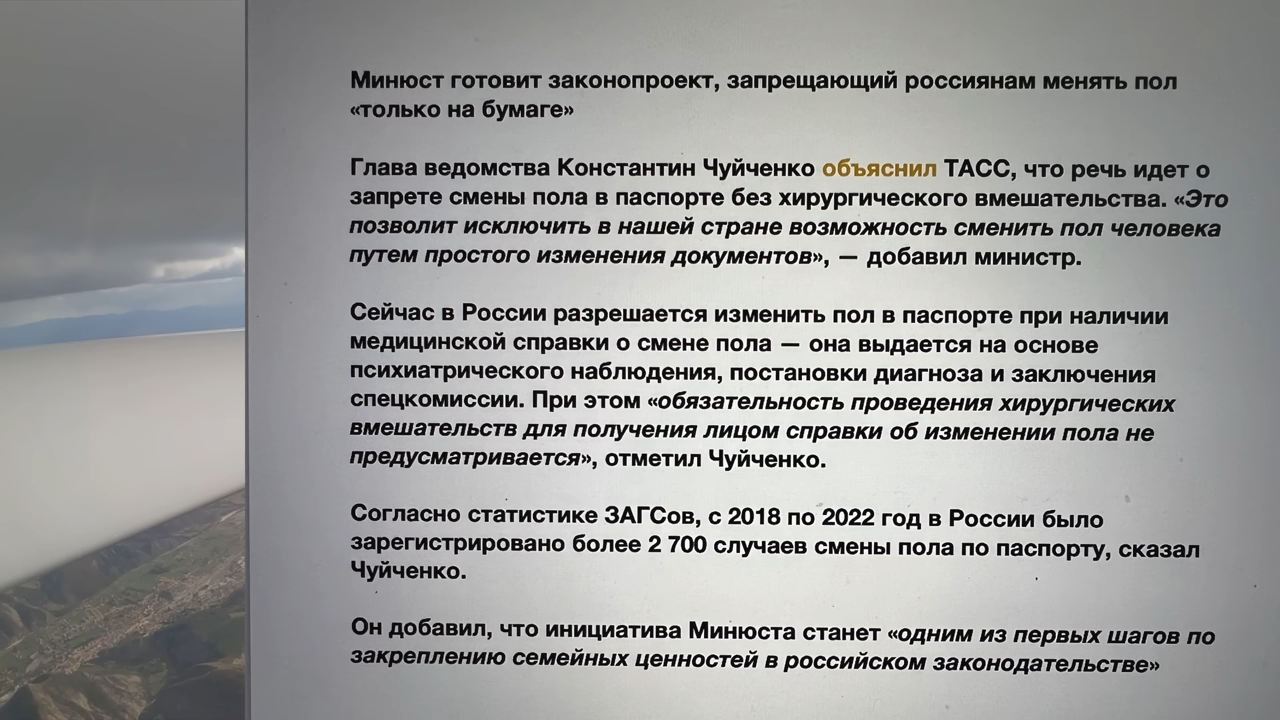 Минюст готовит законопроект, запрещающий россиянам менять пол
«только на бумаге»
Глава ведомства Константин Чуйченко объяснил ТАСС, что речь идет о
запрете смены пола в паспорте без хирургического вмешательства. «Это
позволит исключить в нашей стране возможность сменить пол человека
путем простого изменения документов», — добавил министр.
Сейчас в России разрешается изменить пол в паспорте при наличии
медицинской справки о смене пола — она выдается на основе
психиатрического наблюдения, постановки диагноза и заключения
спецкомиссии. При этом «обязательность проведения хирургических
вмешательств для получения лицом справки об изменении пола не
предусматривается», отметил Чуйченко.
Согласно статистике ЗАГСов, с 2018 по 2022 год в России было
зарегистрировано более 2 700 случаев смены пола по паспорту, сказал
Чуйченко.
Он добавил, что инициатива Минюста станет «одним из первых шагов по
закреплению семейных ценностей в российском законодательстве»